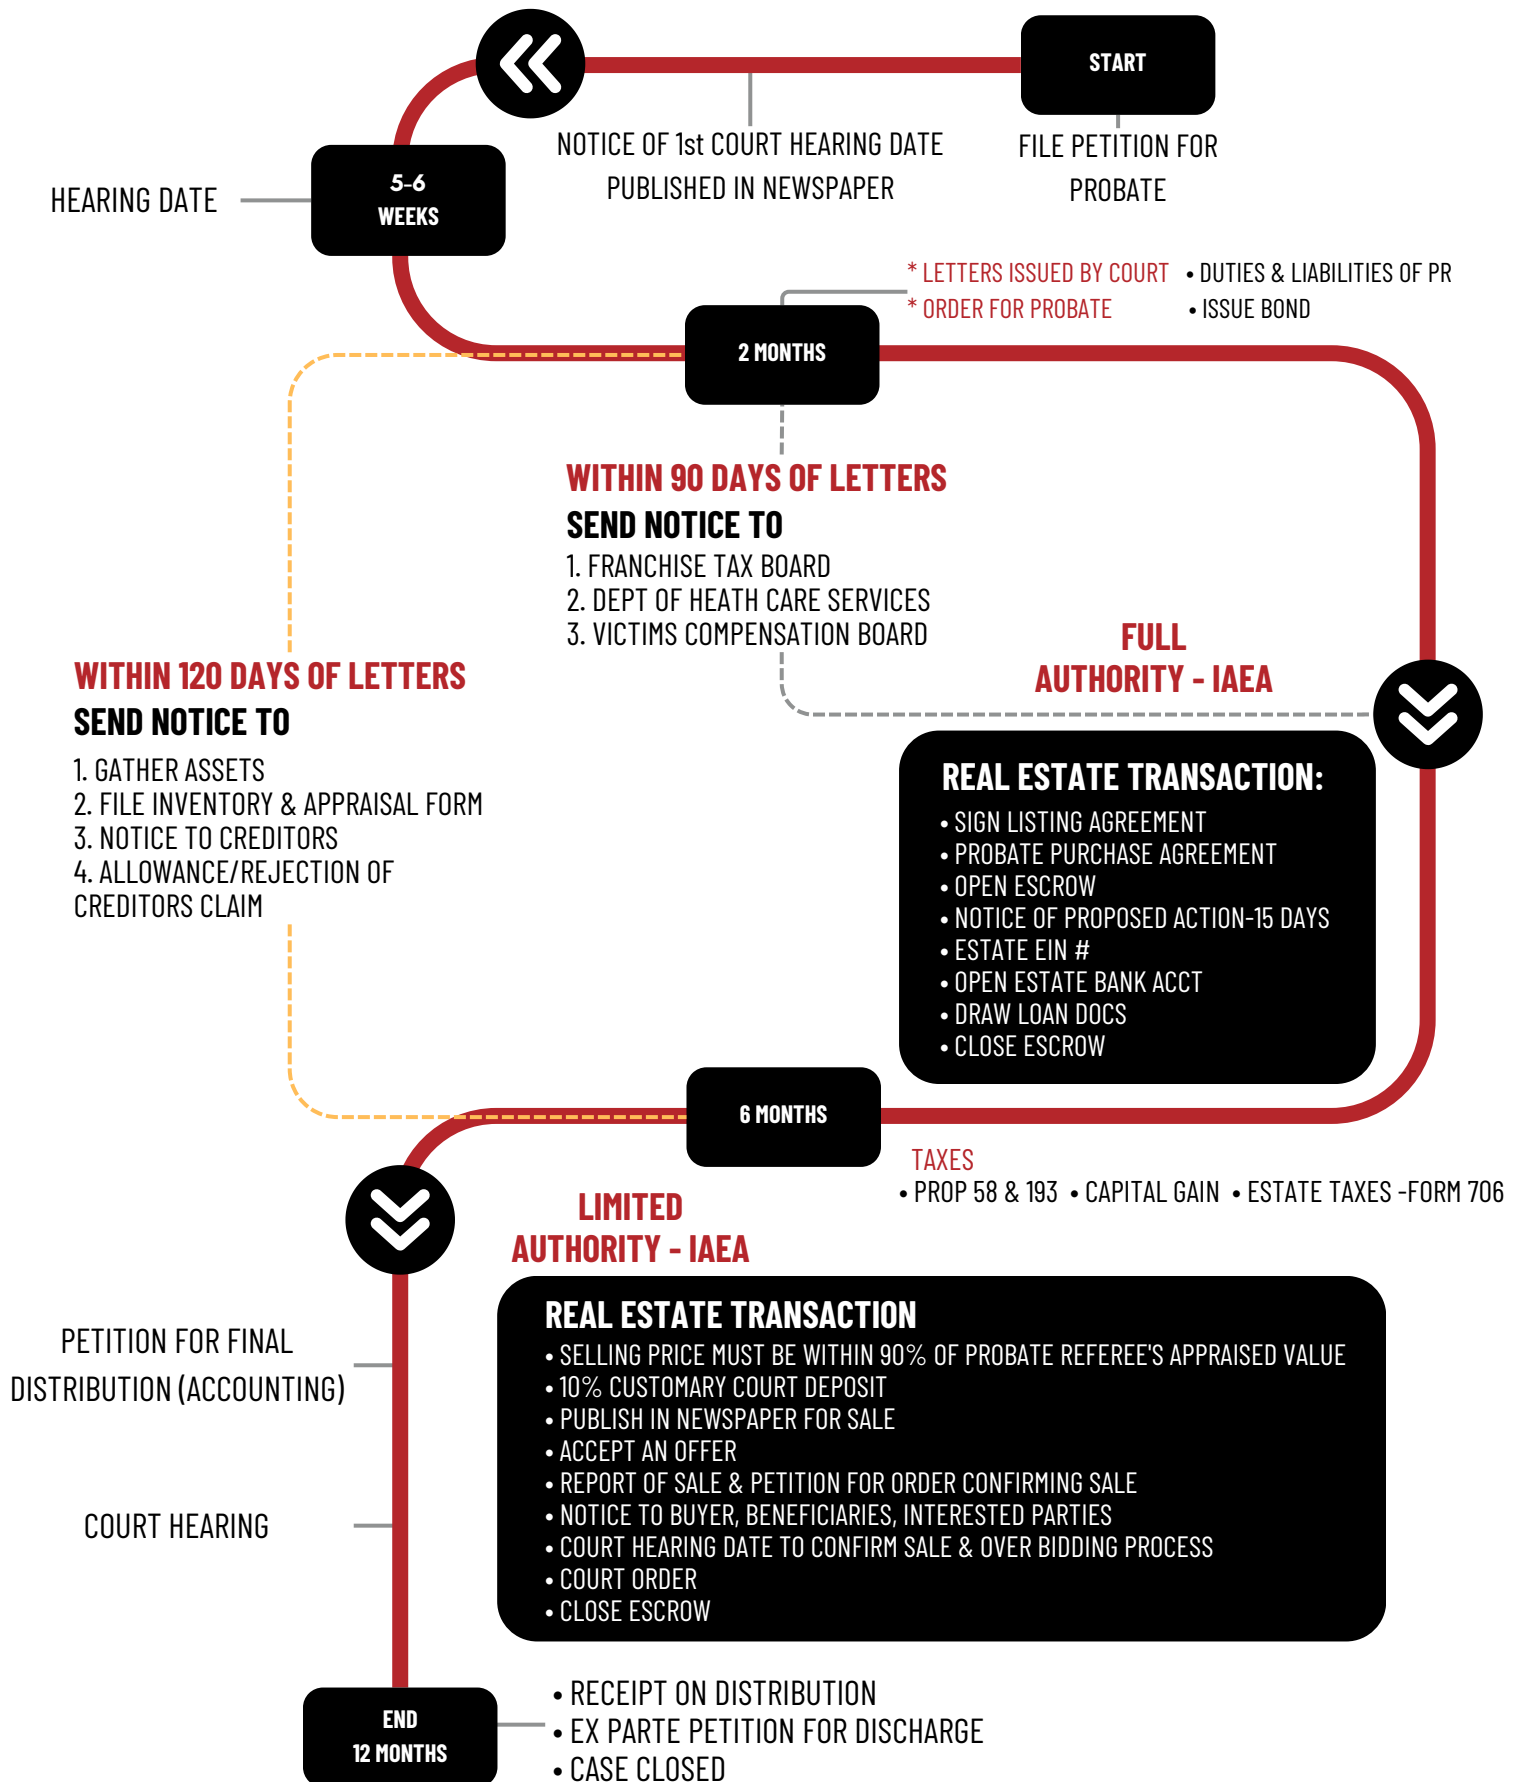 START
FILE PETITION FOR
PROBATE
NOTICE OF 1st COURT HEARING DATE
PUBLISHED IN NEWSPAPER
HEARING DATE
5-6
WEEKS
* LETTERS ISSUED BY COURT • DUTIES & LIABILITIES OF PR
* ORDER FOR PROBATE • ISSUE BOND
2 MONTHS
WITHIN 90 DAYS OF LETTERS
SEND NOTICE TO
1. FRANCHISE TAX BOARD
2. DEPT OF HEATH CARE SERVICES
3. VICTIMS COMPENSATION BOARD
WITHIN 120 DAYS OF LETTERS
SEND NOTICE TO
1. GATHER ASSETS
2. FILE INVENTORY & APPRAISAL FORM
3. NOTICE TO CREDITORS
4. ALLOWANCE/REJECTION OF
CREDITORS CLAIM
FULL
AUTHORITY - IAEA
REAL ESTATE TRANSACTION:
• SIGN LISTING AGREEMENT
• PROBATE PURCHASE AGREEMENT
• OPEN ESCROW
• NOTICE OF PROPOSED ACTION-15 DAYS
• ESTATE EIN #
• OPEN ESTATE BANK ACCT
• DRAW LOAN DOCS
• CLOSE ESCROW
6 MONTHS
TAXES
• PROP 58 & 193 • CAPITAL GAIN • ESTATE TAXES -FORM 706
LIMITED
AUTHORITY - IAEA
REAL ESTATE TRANSACTION
• SELLING PRICE MUST BE WITHIN 90% OF PROBATE REFEREE'S APPRAISED VALUE
• 10% CUSTOMARY COURT DEPOSIT
• PUBLISH IN NEWSPAPER FOR SALE
• ACCEPT AN OFFER
• REPORT OF SALE & PETITION FOR ORDER CONFIRMING SALE
• NOTICE TO BUYER, BENEFICIARIES, INTERESTED PARTIES
• COURT HEARING DATE TO CONFIRM SALE & OVER BIDDING PROCESS
• COURT ORDER
• CLOSE ESCROW
PETITION FOR FINAL
DISTRIBUTION (ACCOUNTING)
COURT HEARING
END
12 MONTHS
• RECEIPT ON DISTRIBUTION
• EX PARTE PETITION FOR DISCHARGE
• CASE CLOSED